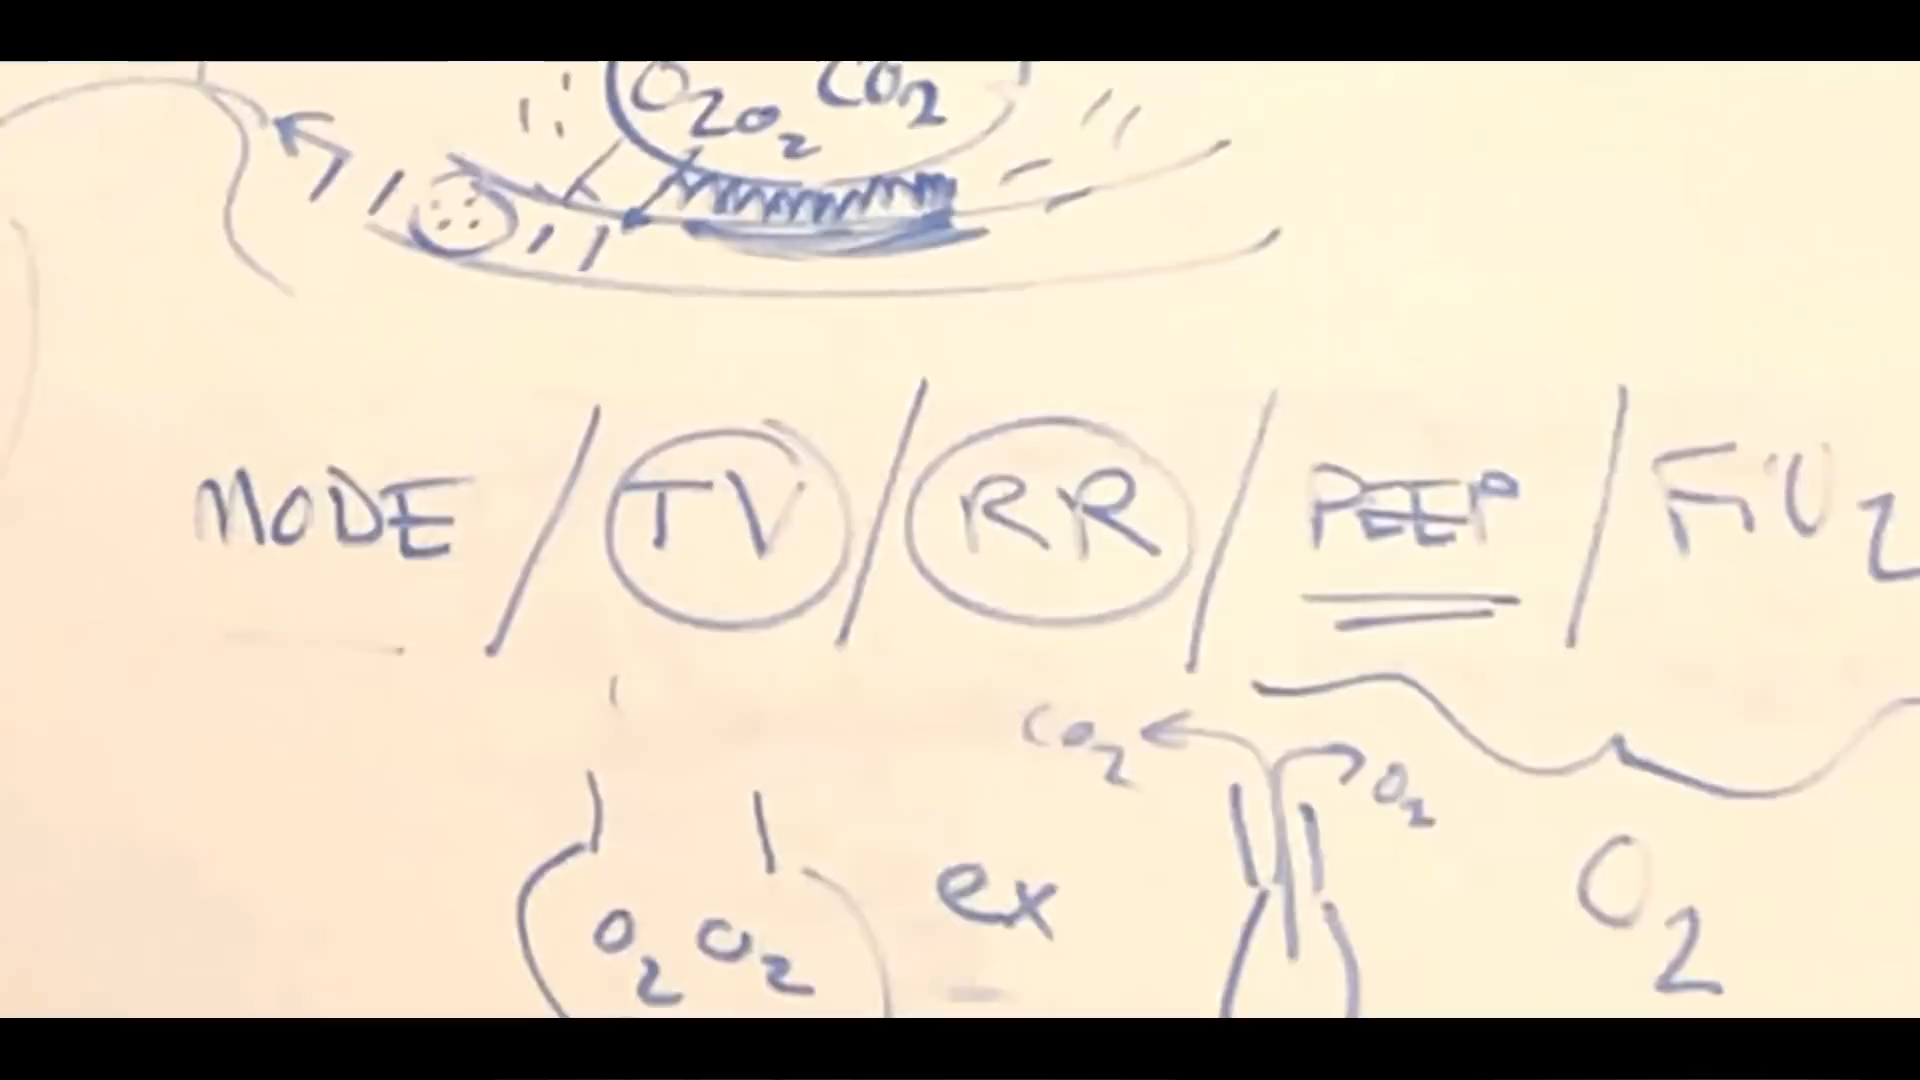 O2 O2 CO2
MODE / TV / RR / PEEP / FiO2
CO2 O2
O2 O2 ex O2